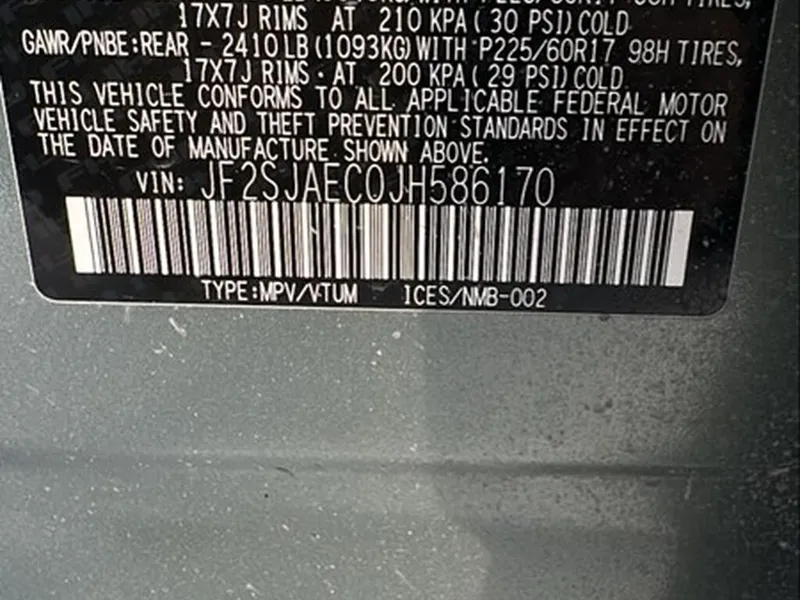 17X7J RIMS AT 210 KPA (30 PSI) COLD
GAWR/PNBE:REAR - 2410 LB (1093KG) WITH P225/60R17 98H TIRES,
17X7J RIMS · AT 200 KPA (29 PSI) COLD
THIS VEHICLE CONFORMS TO ALL APPLICABLE FEDERAL MOTOR
VEHICLE SAFETY AND THEFT PREVENTION STANDARDS IN EFFECT ON
THE DATE OF MANUFACTURE SHOWN ABOVE.
VIN: JF2SJAEC0JH586170
TYPE:MPV/VTUM ICES/NMB-002